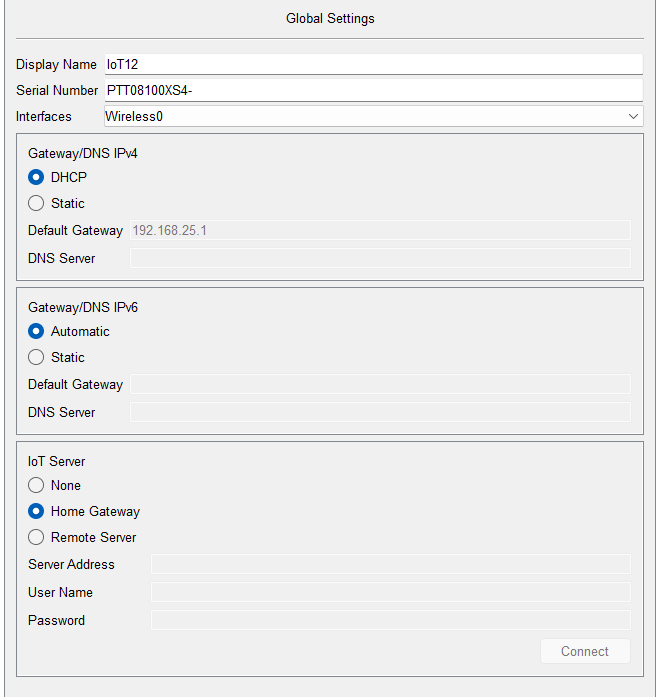 Global Settings
Display Name IoT12
Serial Number PTT08100XS4-
Interfaces Wireless0
Gateway/DNS IPv4
DHCP
Static
Default Gateway 192.168.25.1
DNS Server
Gateway/DNS IPv6
Automatic
Static
Default Gateway
DNS Server
IoT Server
None
Home Gateway
Remote Server
Server Address
User Name
Password
Connect